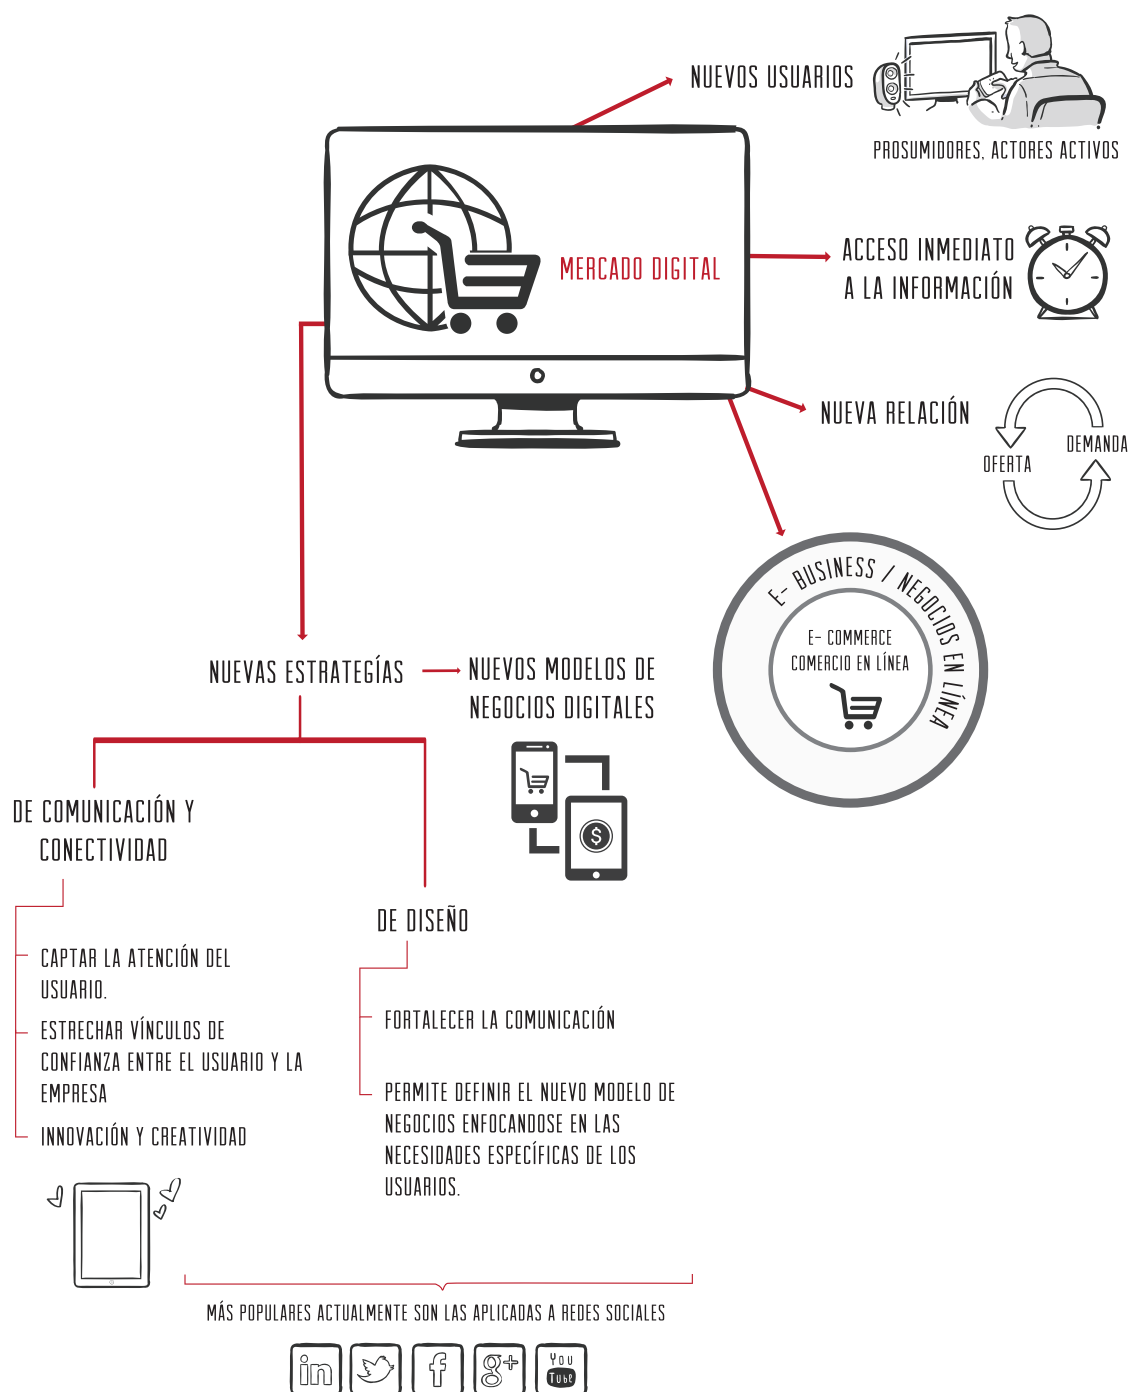 NUEVOS USUARIOS
PROSUMIDORES, ACTORES ACTIVOS
MERCADO DIGITAL
ACCESO INMEDIATO
A LA INFORMACIÓN
NUEVA RELACIÓN
DEMANDA
OFERTA
E- BUSINESS / NEGOCIOS EN LÍNEA
E- COMMERCE
COMERCIO EN LÍNEA
NUEVAS ESTRATEGÍAS
NUEVOS MODELOS DE
NEGOCIOS DIGITALES
$
DE COMUNICACIÓN Y
CONECTIVIDAD
CAPTAR LA ATENCIÓN DEL
USUARIO.
ESTRECHAR VÍNCULOS DE
CONFIANZA ENTRE EL USUARIO Y LA
EMPRESA
INNOVACIÓN Y CREATIVIDAD
DE DISEÑO
FORTALECER LA COMUNICACIÓN
PERMITE DEFINIR EL NUEVO MODELO DE
NEGOCIOS ENFOCANDOSE EN LAS
NECESIDADES ESPECÍFICAS DE LOS
USUARIOS.
MÁS POPULARES ACTUALMENTE SON LAS APLICADAS A REDES SOCIALES
in
f
g+
You
Tube